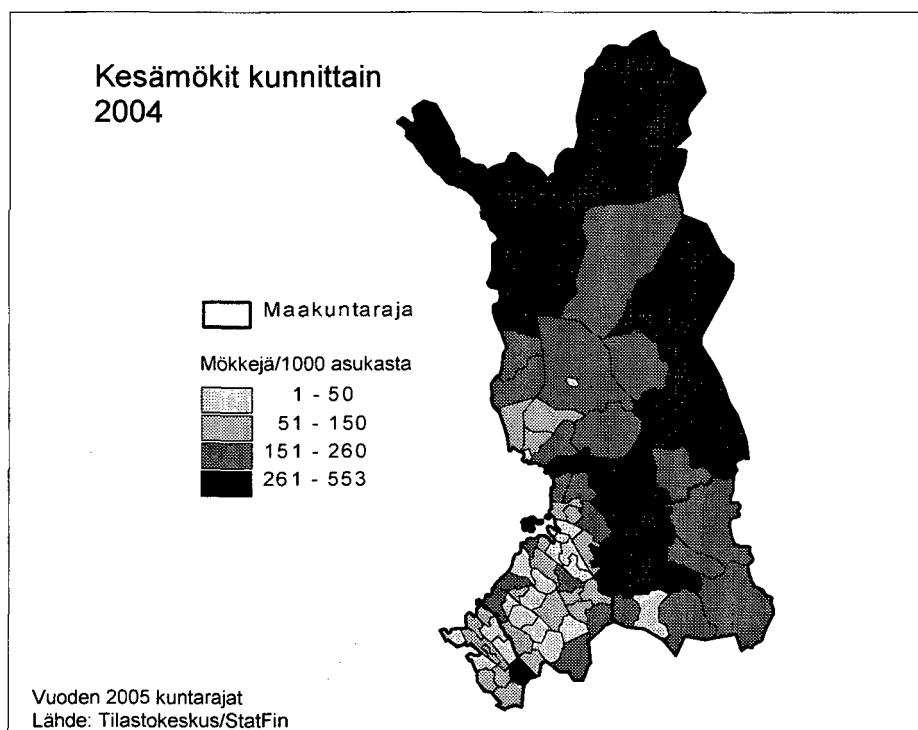 Kesämökit kunnittain
2004
Maakuntaraja
Mökkejä/1000 asukasta
1 - 50
51 - 150
151 - 260
261 - 553
Vuoden 2005 kuntarajat
Lähde: Tilastokeskus/StatFin